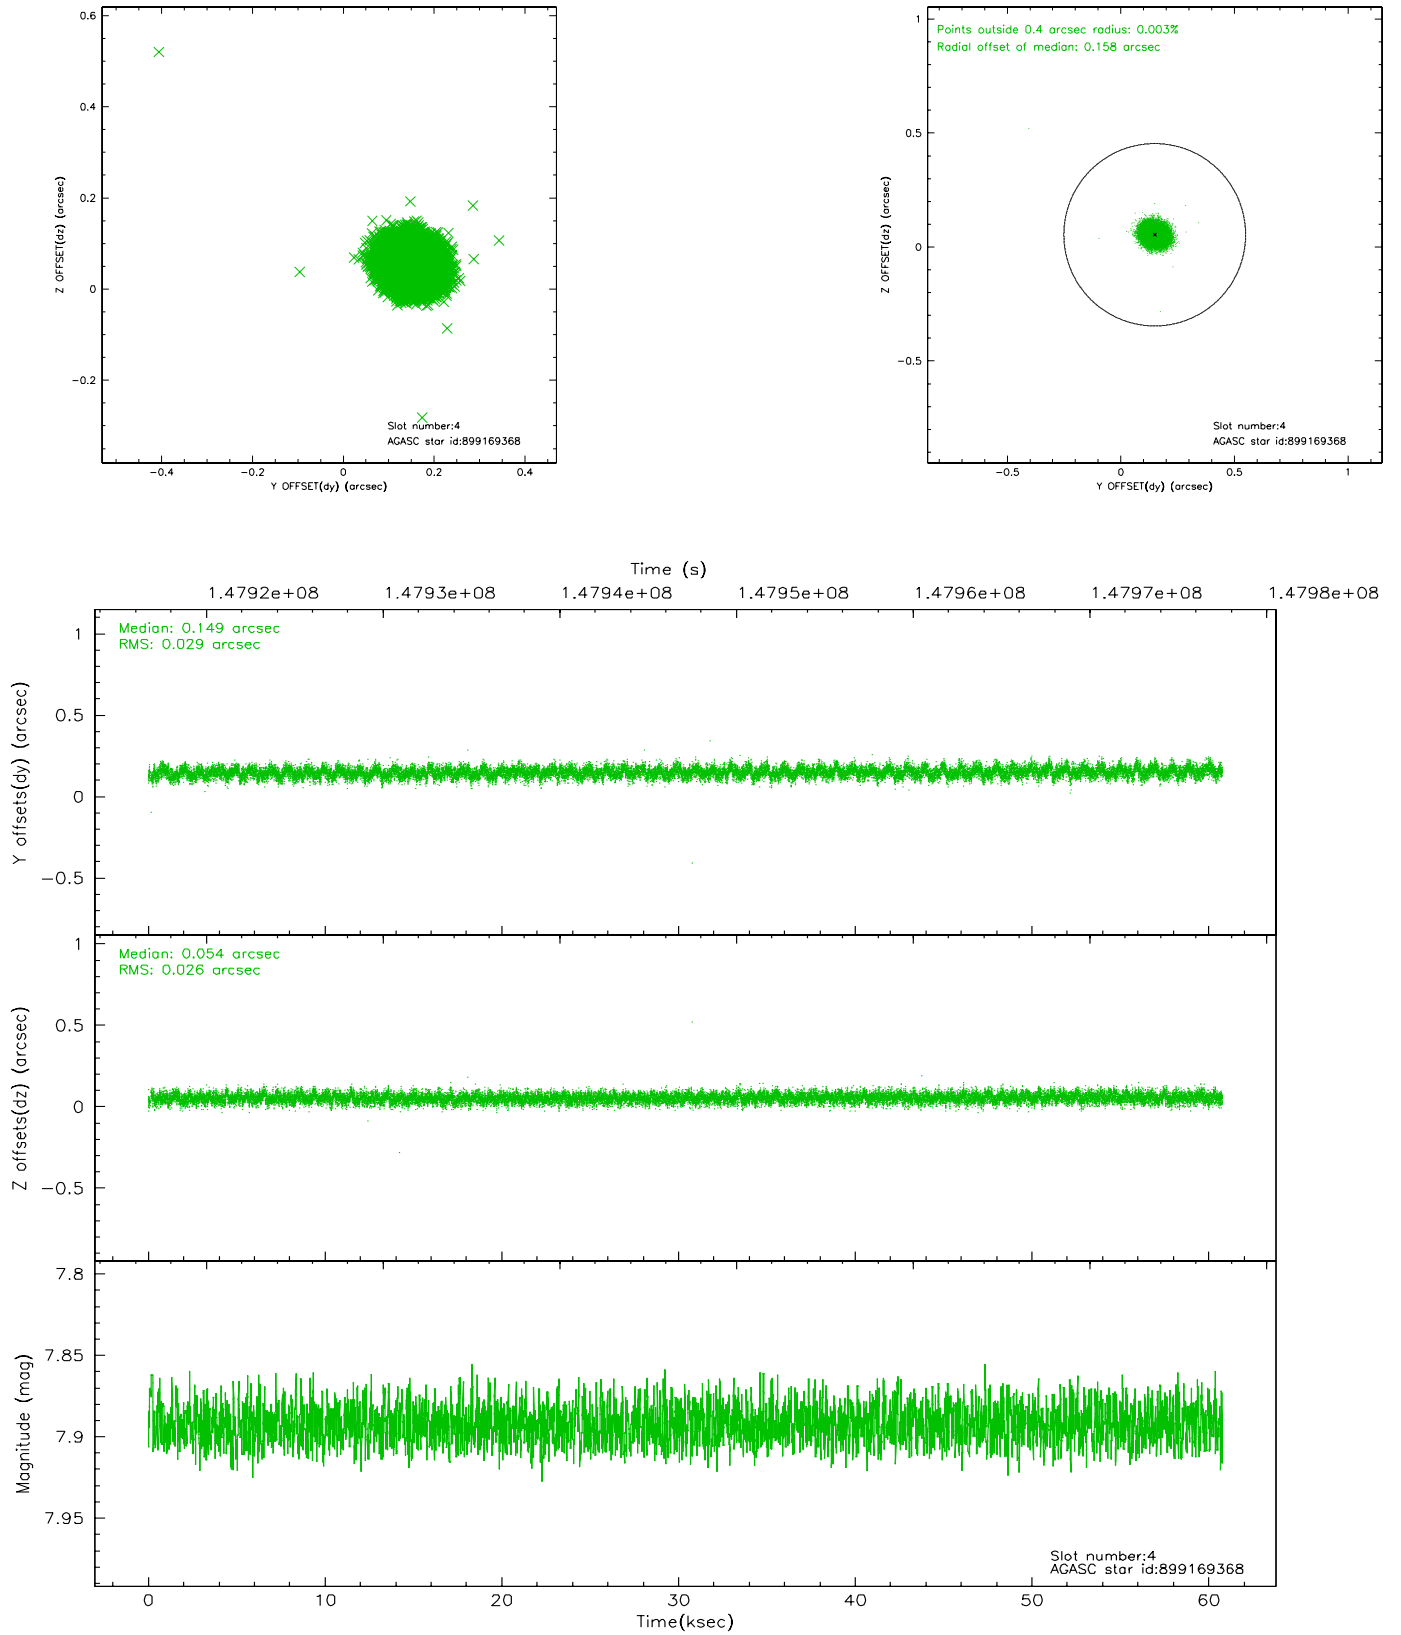 0.6
0.4
0.2
0
−0.2
Z OFFSET(dz) (arcsec)
−0.4
−0.2
0
0.2
0.4
Y OFFSET(dy) (arcsec)
Slot number:4
AGASC star id:899169368
Points outside 0.4 arcsec radius: 0.003%
Radial offset of median: 0.158 arcsec
1
0.5
0
−0.5
Z OFFSET(dz) (arcsec)
−0.5
0
0.5
1
Y OFFSET(dy) (arcsec)
Slot number:4
AGASC star id:899169368
Time (s)
1.4792e+08
1.4793e+08
1.4794e+08
1.4795e+08
1.4796e+08
1.4797e+08
1.4798e+08
Median: 0.149 arcsec
RMS: 0.029 arcsec
1
0.5
0
−0.5
Y offsets(dy) (arcsec)
Median: 0.054 arcsec
RMS: 0.026 arcsec
1
0.5
0
−0.5
Z offsets(dz) (arcsec)
7.8
7.85
7.9
7.95
Magnitude (mag)
Slot number:4
AGASC star id:899169368
0
10
20
30
40
50
60
Time(ksec)